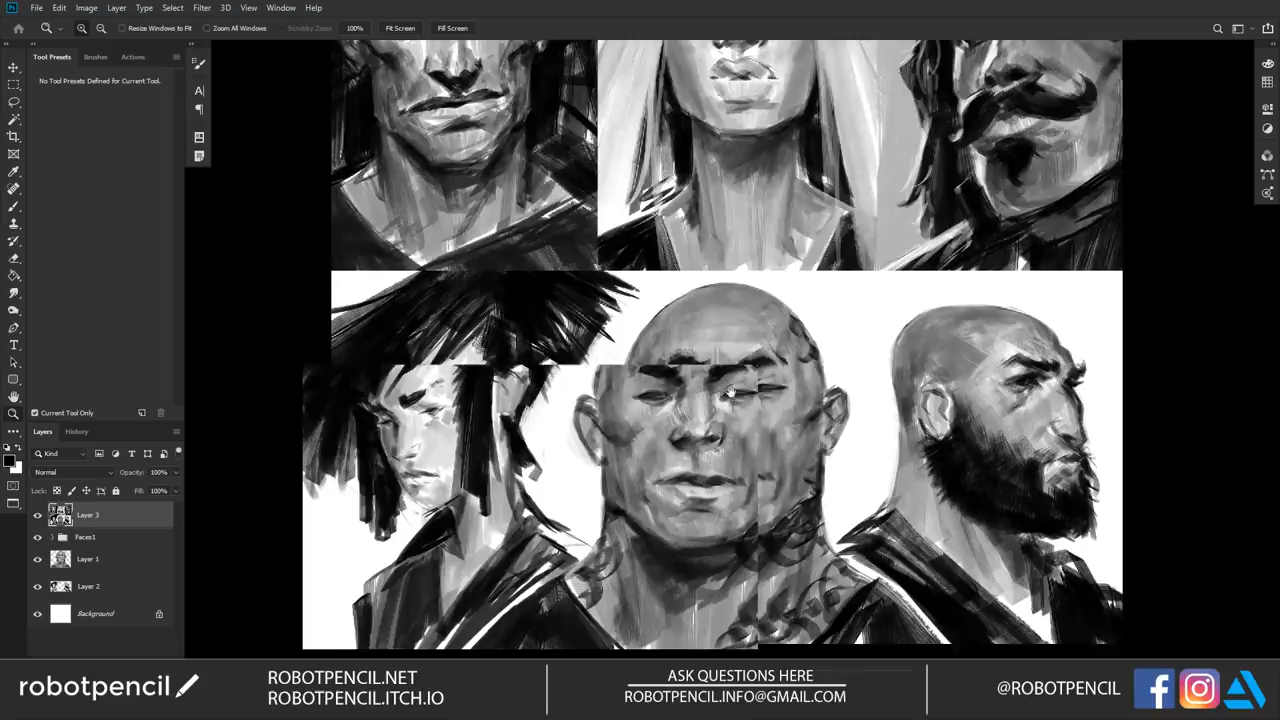 Ps File Edit Image Layer Type Select Filter 3D View Window Help
Resize Windows to Fit Zoom All Windows Scrubby Zoom 100% Fit Screen Fill Screen
Tool Presets Brushes Actions
No Tool Presets Defined for Current Tool.
Current Tool Only
Layers History
Kind
Normal Opacity: 100%
Lock: Fill: 100%
Layer 3
Faces1
Layer 1
Layer 2
Background
robotpencil
ROBOTPENCIL.NET
ROBOTPENCIL.ITCH.IO
ASK QUESTIONS HERE
ROBOTPENCIL.INFO@GMAIL.COM
@ROBOTPENCIL